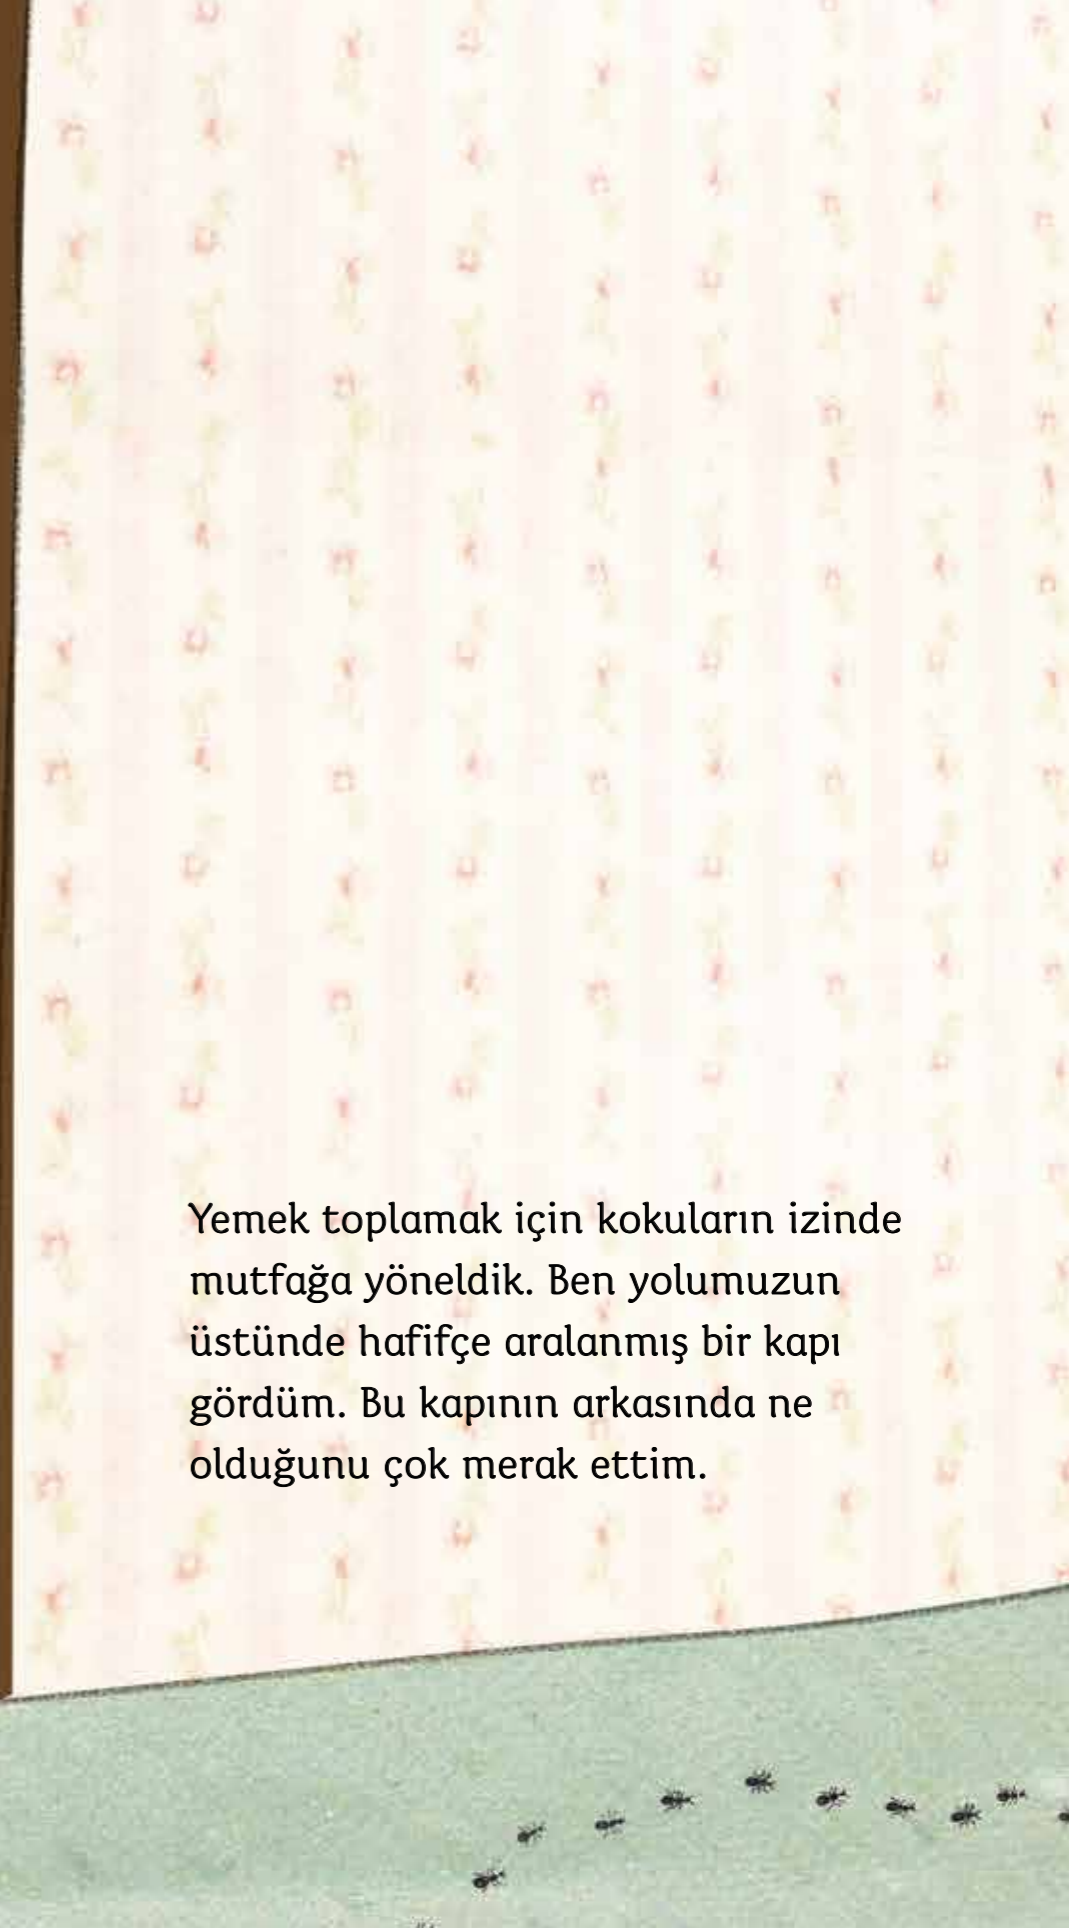 Yemek toplamak için kokuların izinde
mutfağa yöneldik. Ben yolumuzun
üstünde hafifçe aralanmış bir kapı
gördüm. Bu kapının arkasında ne
olduğunu çok merak ettim.